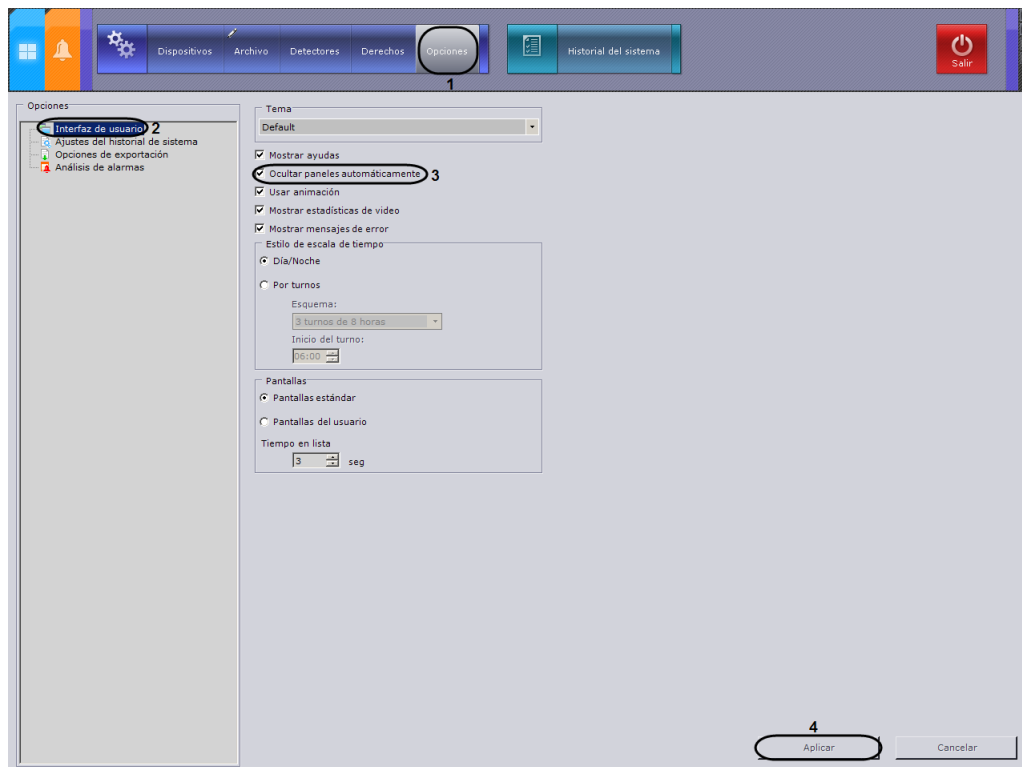 Dispositivos Archivo Detectores Derechos Opciones Historial del sistema Salir
1
Opciones
Interfaz de usuario 2
Ajustes del historial de sistema
Opciones de exportación
Análisis de alarmas
Tema
Default
Mostrar ayudas
Ocultar paneles automáticamente 3
Usar animación
Mostrar estadísticas de video
Mostrar mensajes de error
Estilo de escala de tiempo
Día/Noche
Por turnos
Esquema:
3 turnos de 8 horas
Inicio del turno:
06:00
Pantallas
Pantallas estándar
Pantallas del usuario
Tiempo en lista
3 seg
4
Aplicar Cancelar